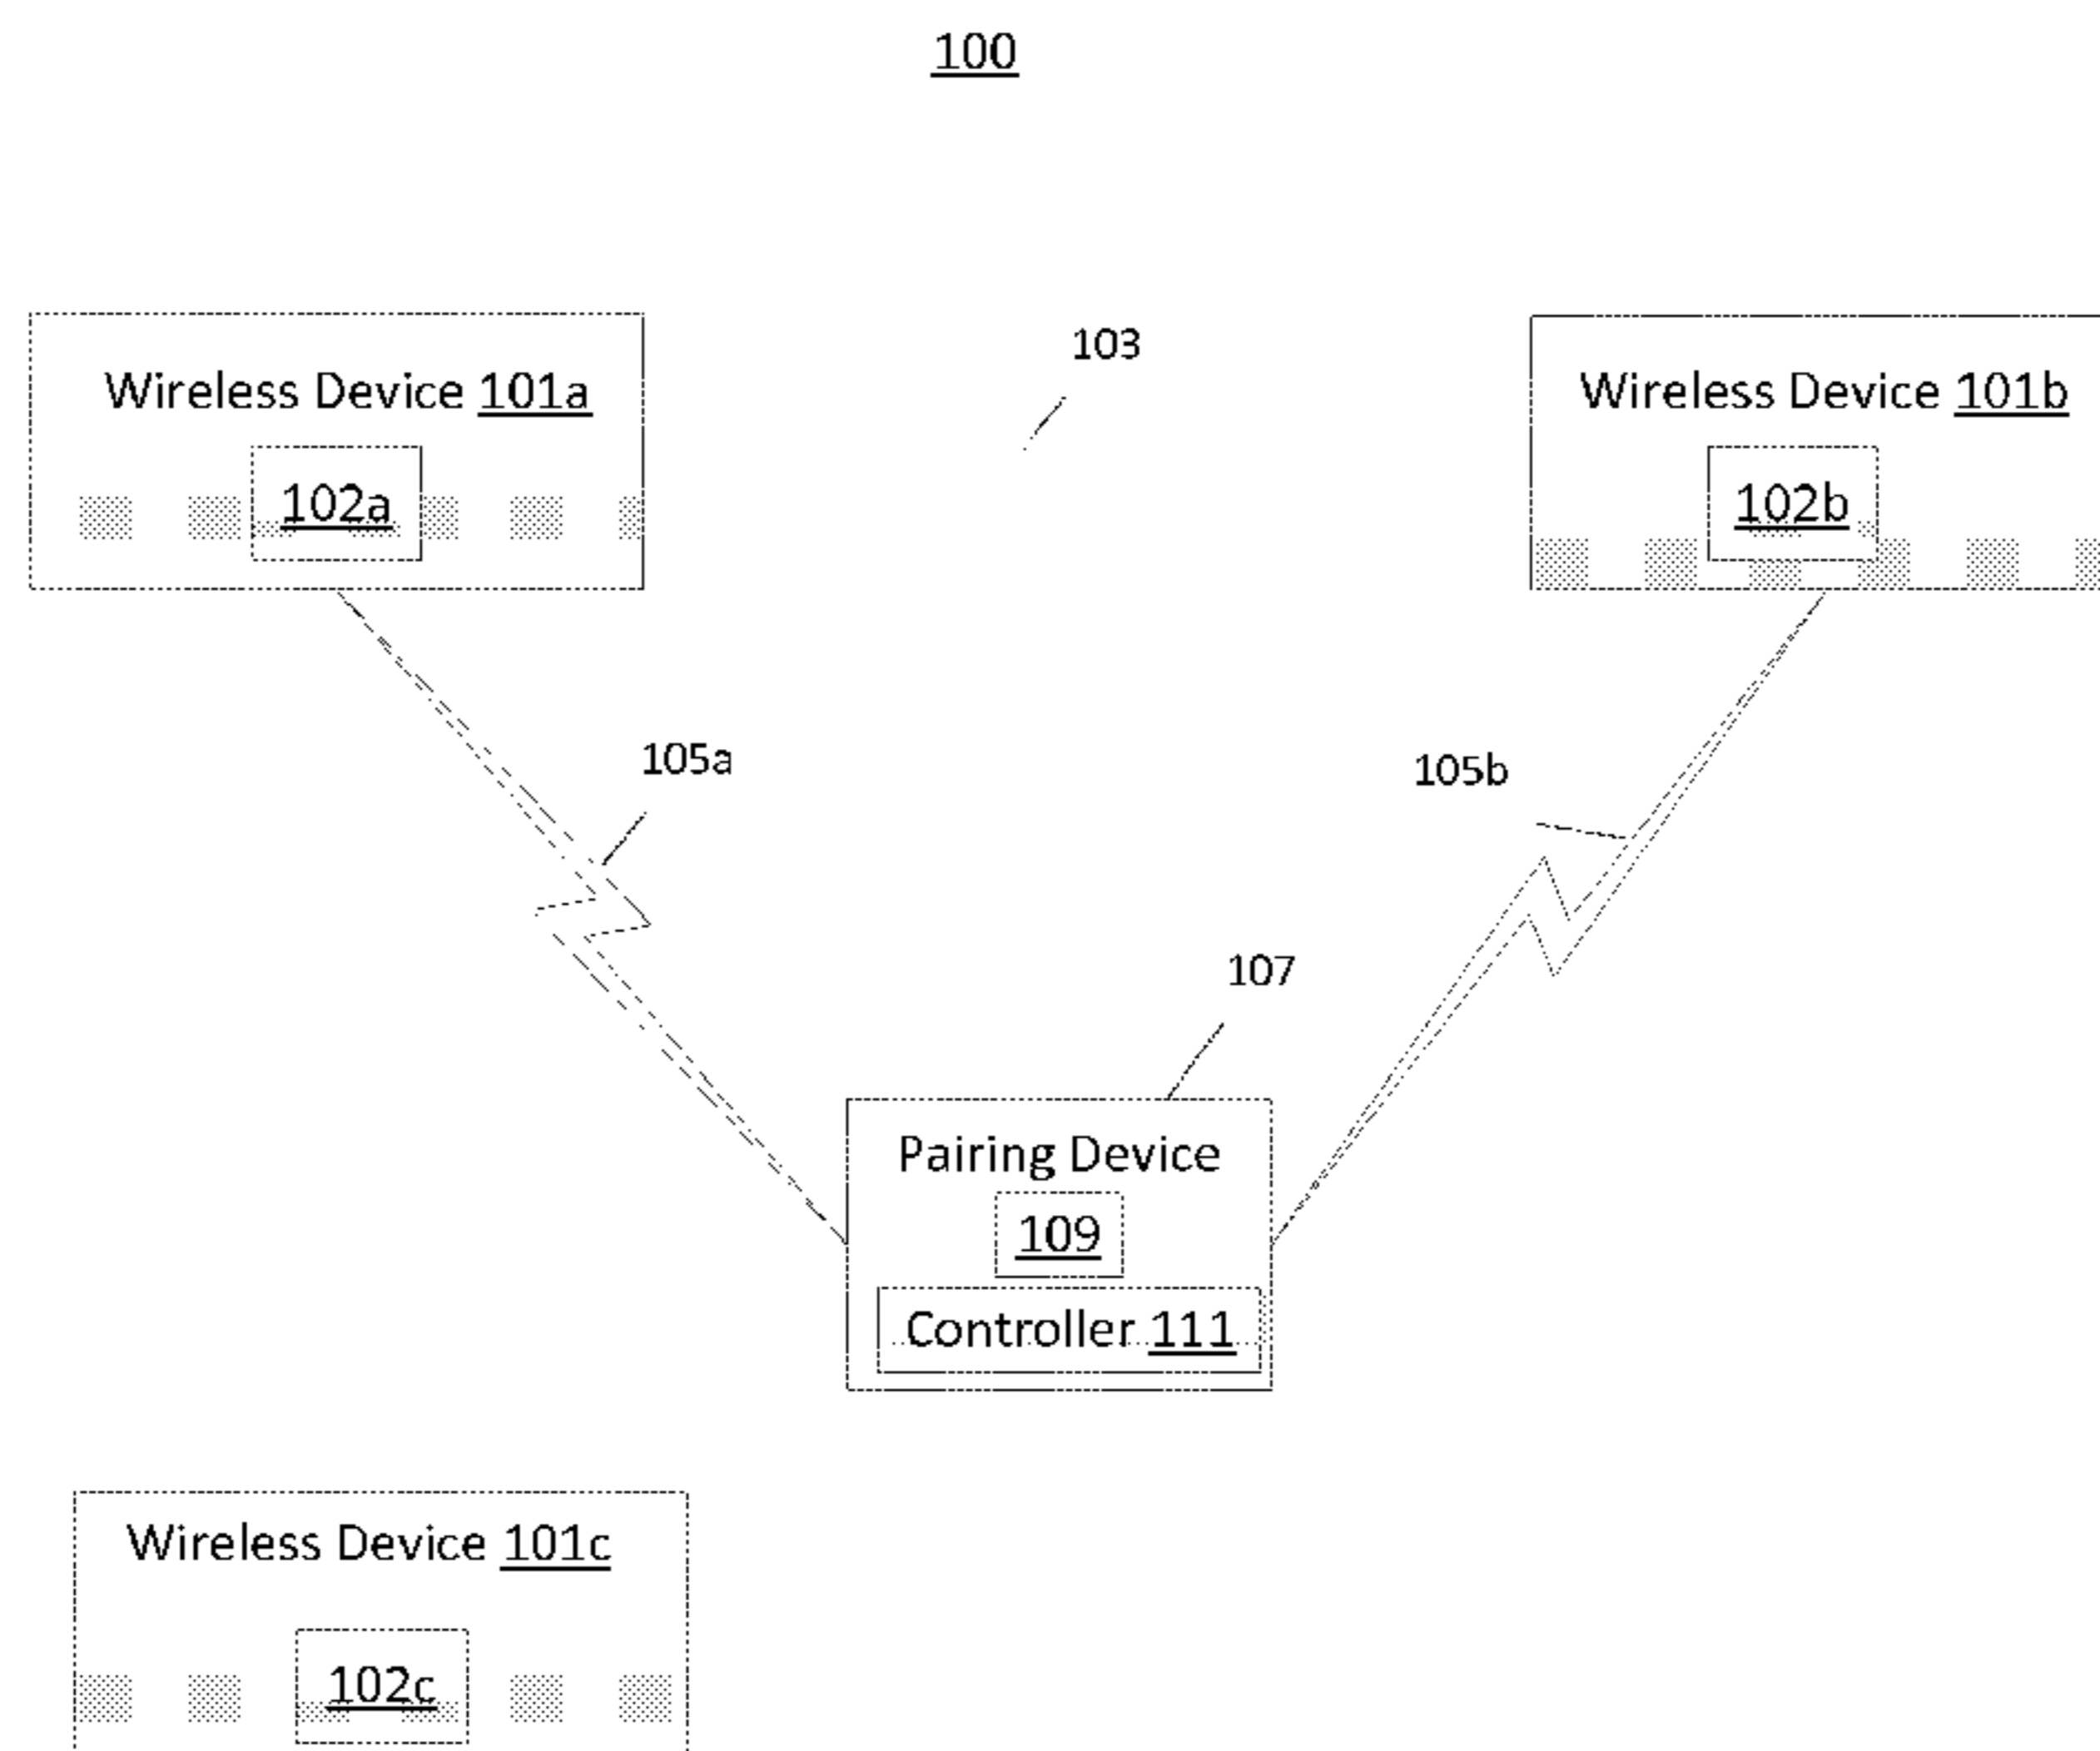 100
103
Wireless Device 101a
102a
Wireless Device 101b
102b
105a
105b
107
Pairing Device
109
Controller 111
Wireless Device 101c
102c